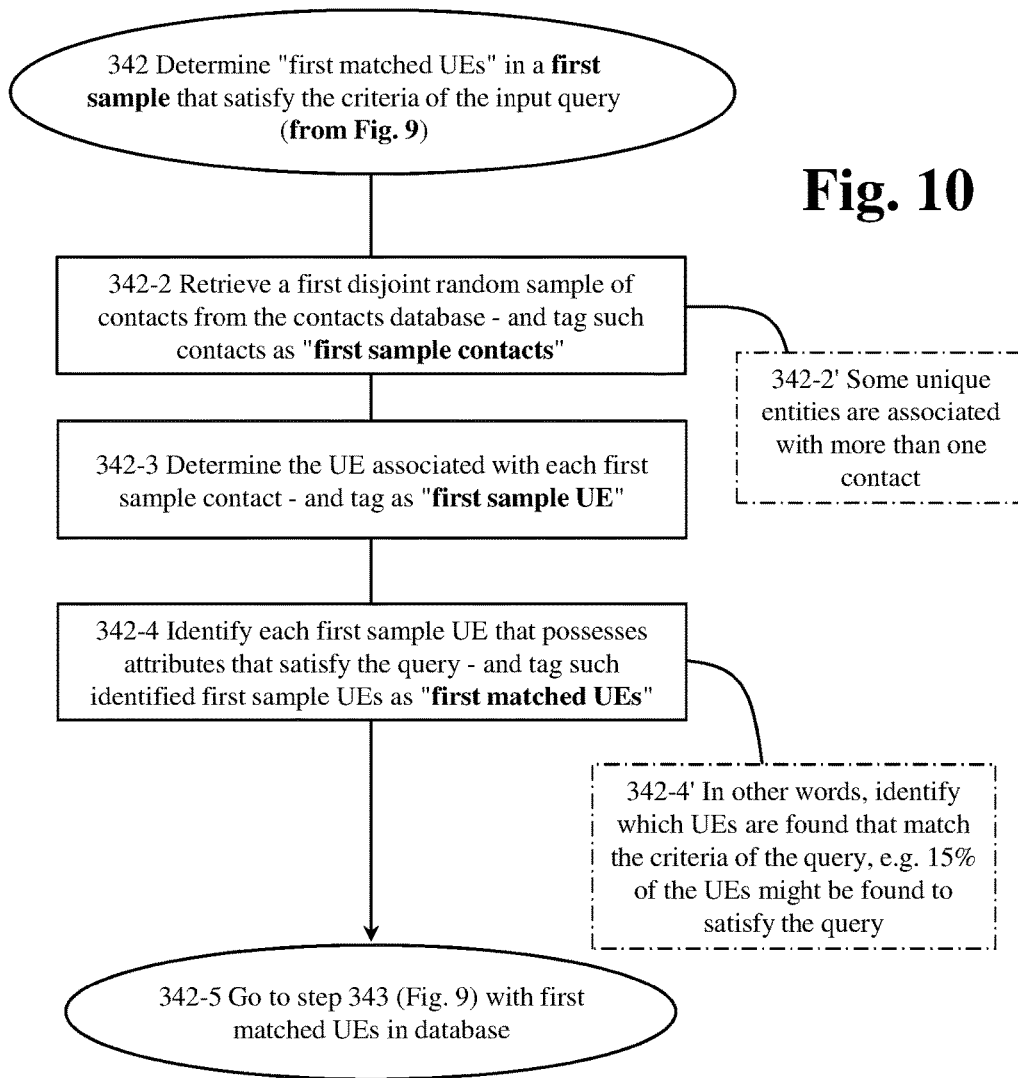 342 Determine "first matched UEs" in a first
sample that satisfy the criteria of the input query
(from Fig. 9)
Fig. 10
342-2 Retrieve a first disjoint random sample of
contacts from the contacts database - and tag such
contacts as "first sample contacts"
342-2' Some unique
entities are associated
with more than one
contact
342-3 Determine the UE associated with each first
sample contact - and tag as "first sample UE"
342-4 Identify each first sample UE that possesses
attributes that satisfy the query - and tag such
identified first sample UEs as "first matched UEs"
342-4' In other words, identify
which UEs are found that match
the criteria of the query, e.g. 15%
of the UEs might be found to
satisfy the query
342-5 Go to step 343 (Fig. 9) with first
matched UEs in database